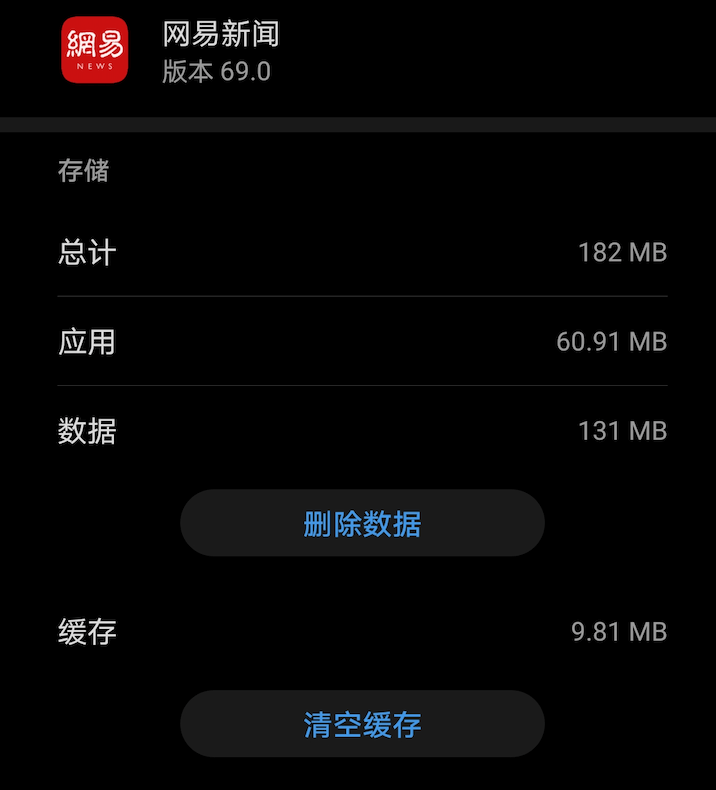 網易
NEWS
网易新闻
版本 69.0
存储
总计
182 MB
应用
60.91 MB
数据
131 MB
删除数据
缓存
9.81 MB
清空缓存